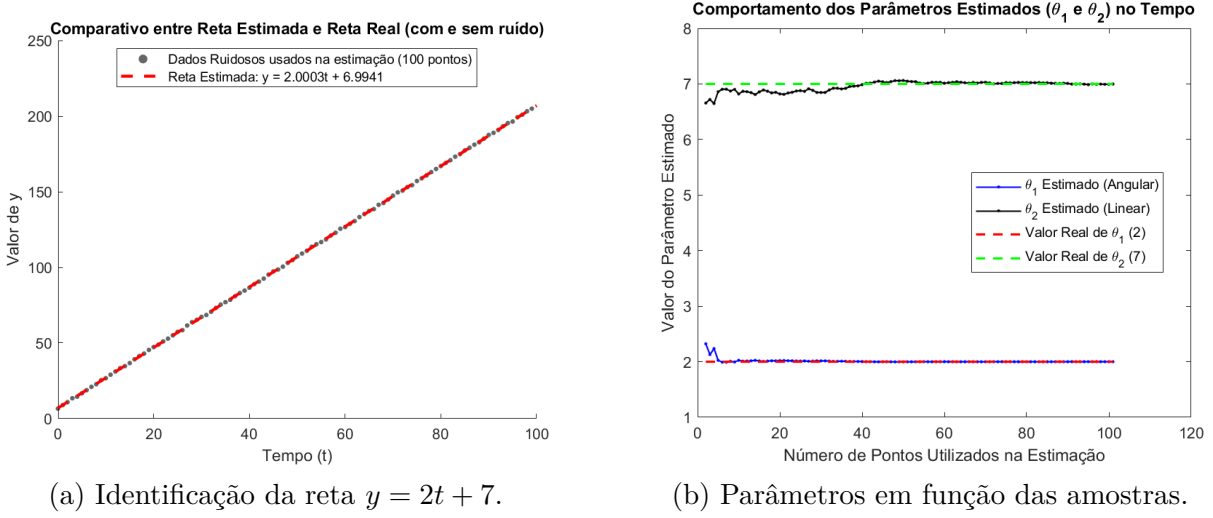 Comparativo entre Reta Estimada e Reta Real (com e sem ruído)
250
200
150
100
50
0
Valor de y
Dados Ruidosos usados na estimação (100 pontos)
Reta Estimada: y = 2.0003t + 6.9941
0 20 40 60 80 100
Tempo (t)
(a) Identificação da reta y = 2t + 7.
Comportamento dos Parâmetros Estimados (θ₁ e θ₂) no Tempo
8
7
6
5
4
3
2
1
Valor do Parâmetro Estimado
θ₁ Estimado (Angular)
θ₂ Estimado (Linear)
Valor Real de θ₁ (2)
Valor Real de θ₂ (7)
0 20 40 60 80 100 120
Número de Pontos Utilizados na Estimação
(b) Parâmetros em função das amostras.